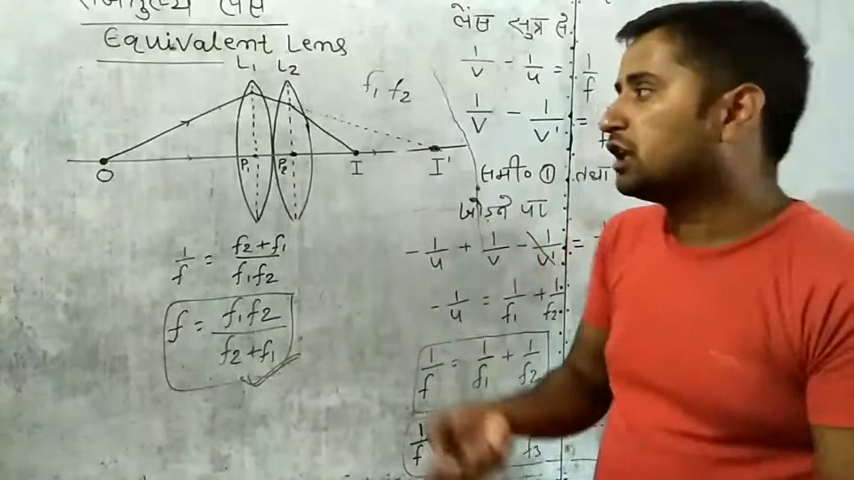 लेंस
Equivalent Lens
L₁ L₂
f₁ f₂
O P₁ P₂ I I'
1/f = (f₂+f₁)/(f₁f₂)
f = (f₁f₂)/(f₂+f₁)
लेंस सूत्र से
1/v - 1/u = 1/f
1/v - 1/v' =
समी० ① तथा
जोड़ने पर
- 1/u + 1/v - 1/v' =
- 1/u = 1/f₁ + 1/f₂
1/f = 1/f₁ + 1/f₂
1/f f₃